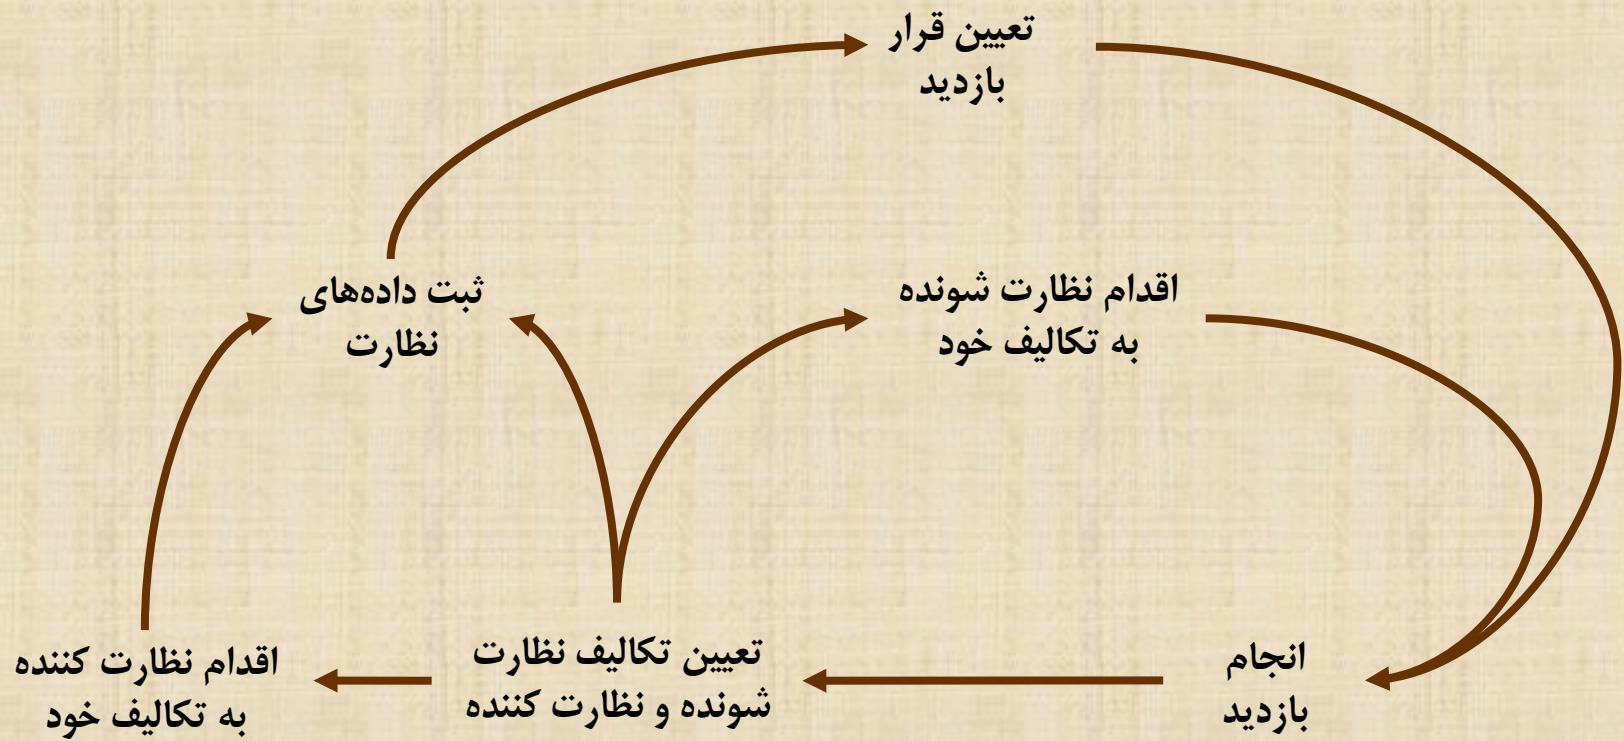 تعیین قرار
بازدید
اقدام نظارت شونده
به تکالیف خود
ثبت داده‌های
نظارت
انجام
بازدید
تعیین تکالیف نظارت
شونده و نظارت کننده
اقدام نظارت کننده
به تکالیف خود